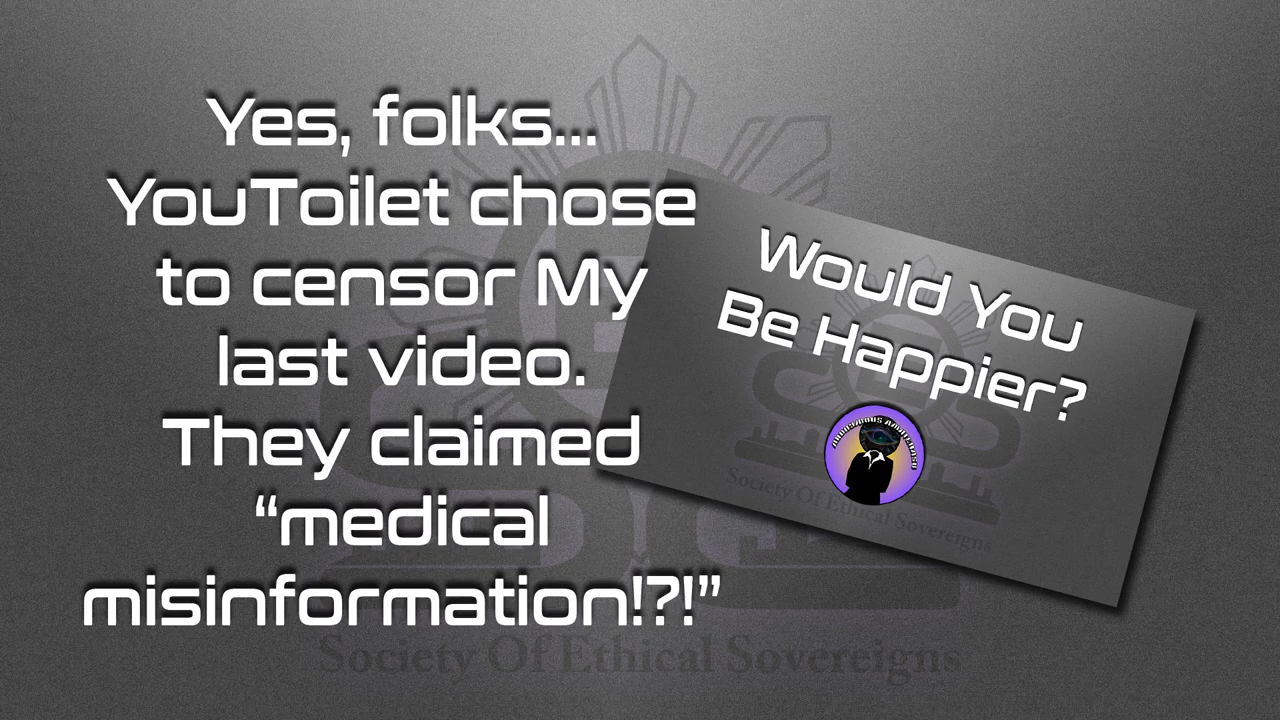 Yes, folks...
YouToilet chose
to censor My
last video.
They claimed
“medical
misinformation!?!”
Would You
Be Happier?
Society Of Ethical Sovereigns
Society Of Ethical Sovereigns